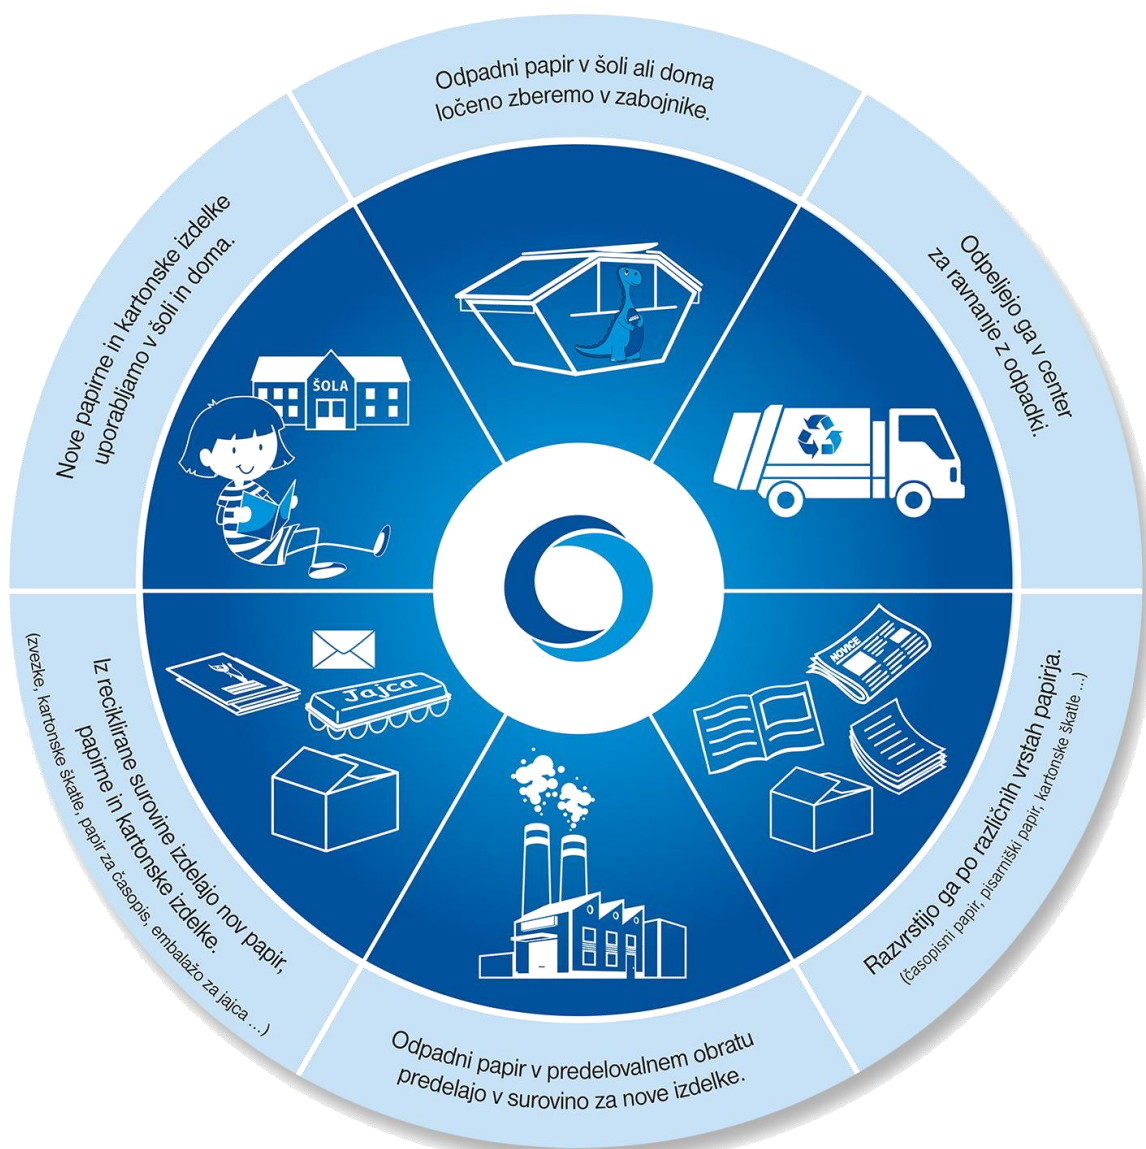 Odpadni papir v šoli ali doma
ločeno zberemo v zabojnike.
Odpeljejo ga v center
za ravnanje z odpadki.
NOVICE
Razvrstijo ga po različnih vrstah papirja.
(časopisni papir, pisarniški papir, kartonske škatle ...)
Odpadni papir v predelovalnem obratu
predelajo v surovino za nove izdelke.
Jajca
Iz reciklirane surovine izdelajo nov papir,
papirne in kartonske izdelke.
(zvezke, kartonske škatle, papir za časopis, embalažo za jajca ...)
Nove papirne in kartonske izdelke
uporabljamo v šoli in doma.
ŠOLA